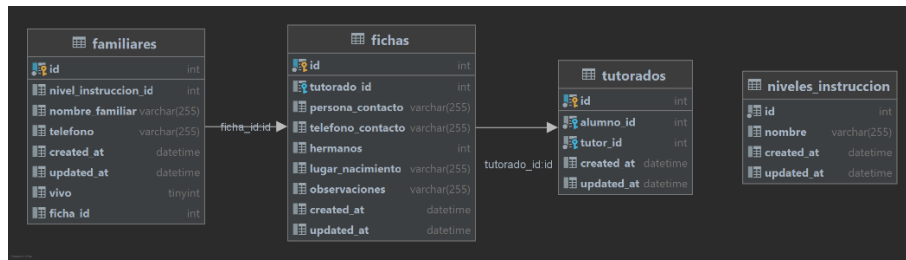 familiares
id int
nivel_instruccion_id int
nombre_familiar varchar(255)
telefono varchar(255)
created_at datetime
updated_at datetime
vivo tinyint
ficha_id int
ficha_id:id
fichas
id int
tutorado_id int
persona_contacto varchar(255)
telefono_contacto varchar(255)
hermanos int
lugar_nacimiento varchar(255)
observaciones varchar(255)
created_at datetime
updated_at datetime
tutorado_id:id
tutorados
id int
alumno_id int
tutor_id int
created_at datetime
updated_at datetime
niveles_instruccion
id int
nombre varchar(255)
created_at datetime
updated_at datetime